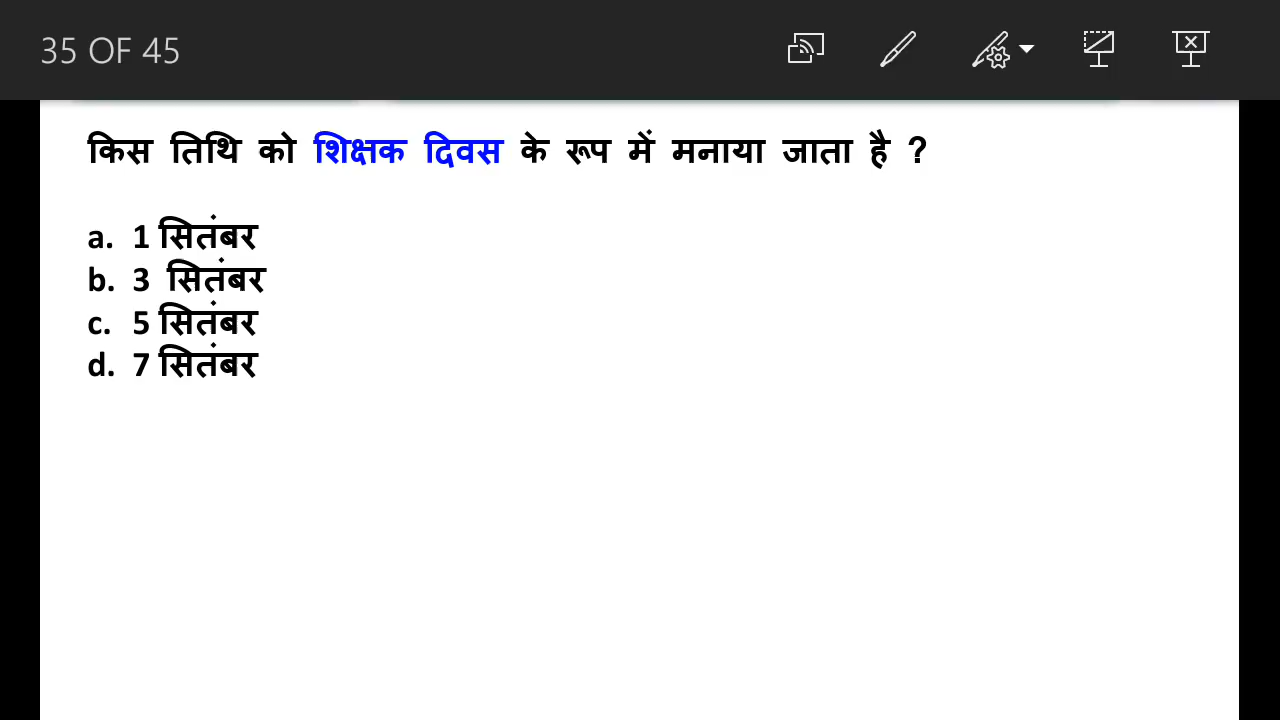 35 OF 45
किस तिथि को शिक्षक दिवस के रूप में मनाया जाता है ?
a. 1 सितंबर
b. 3 सितंबर
c. 5 सितंबर
d. 7 सितंबर